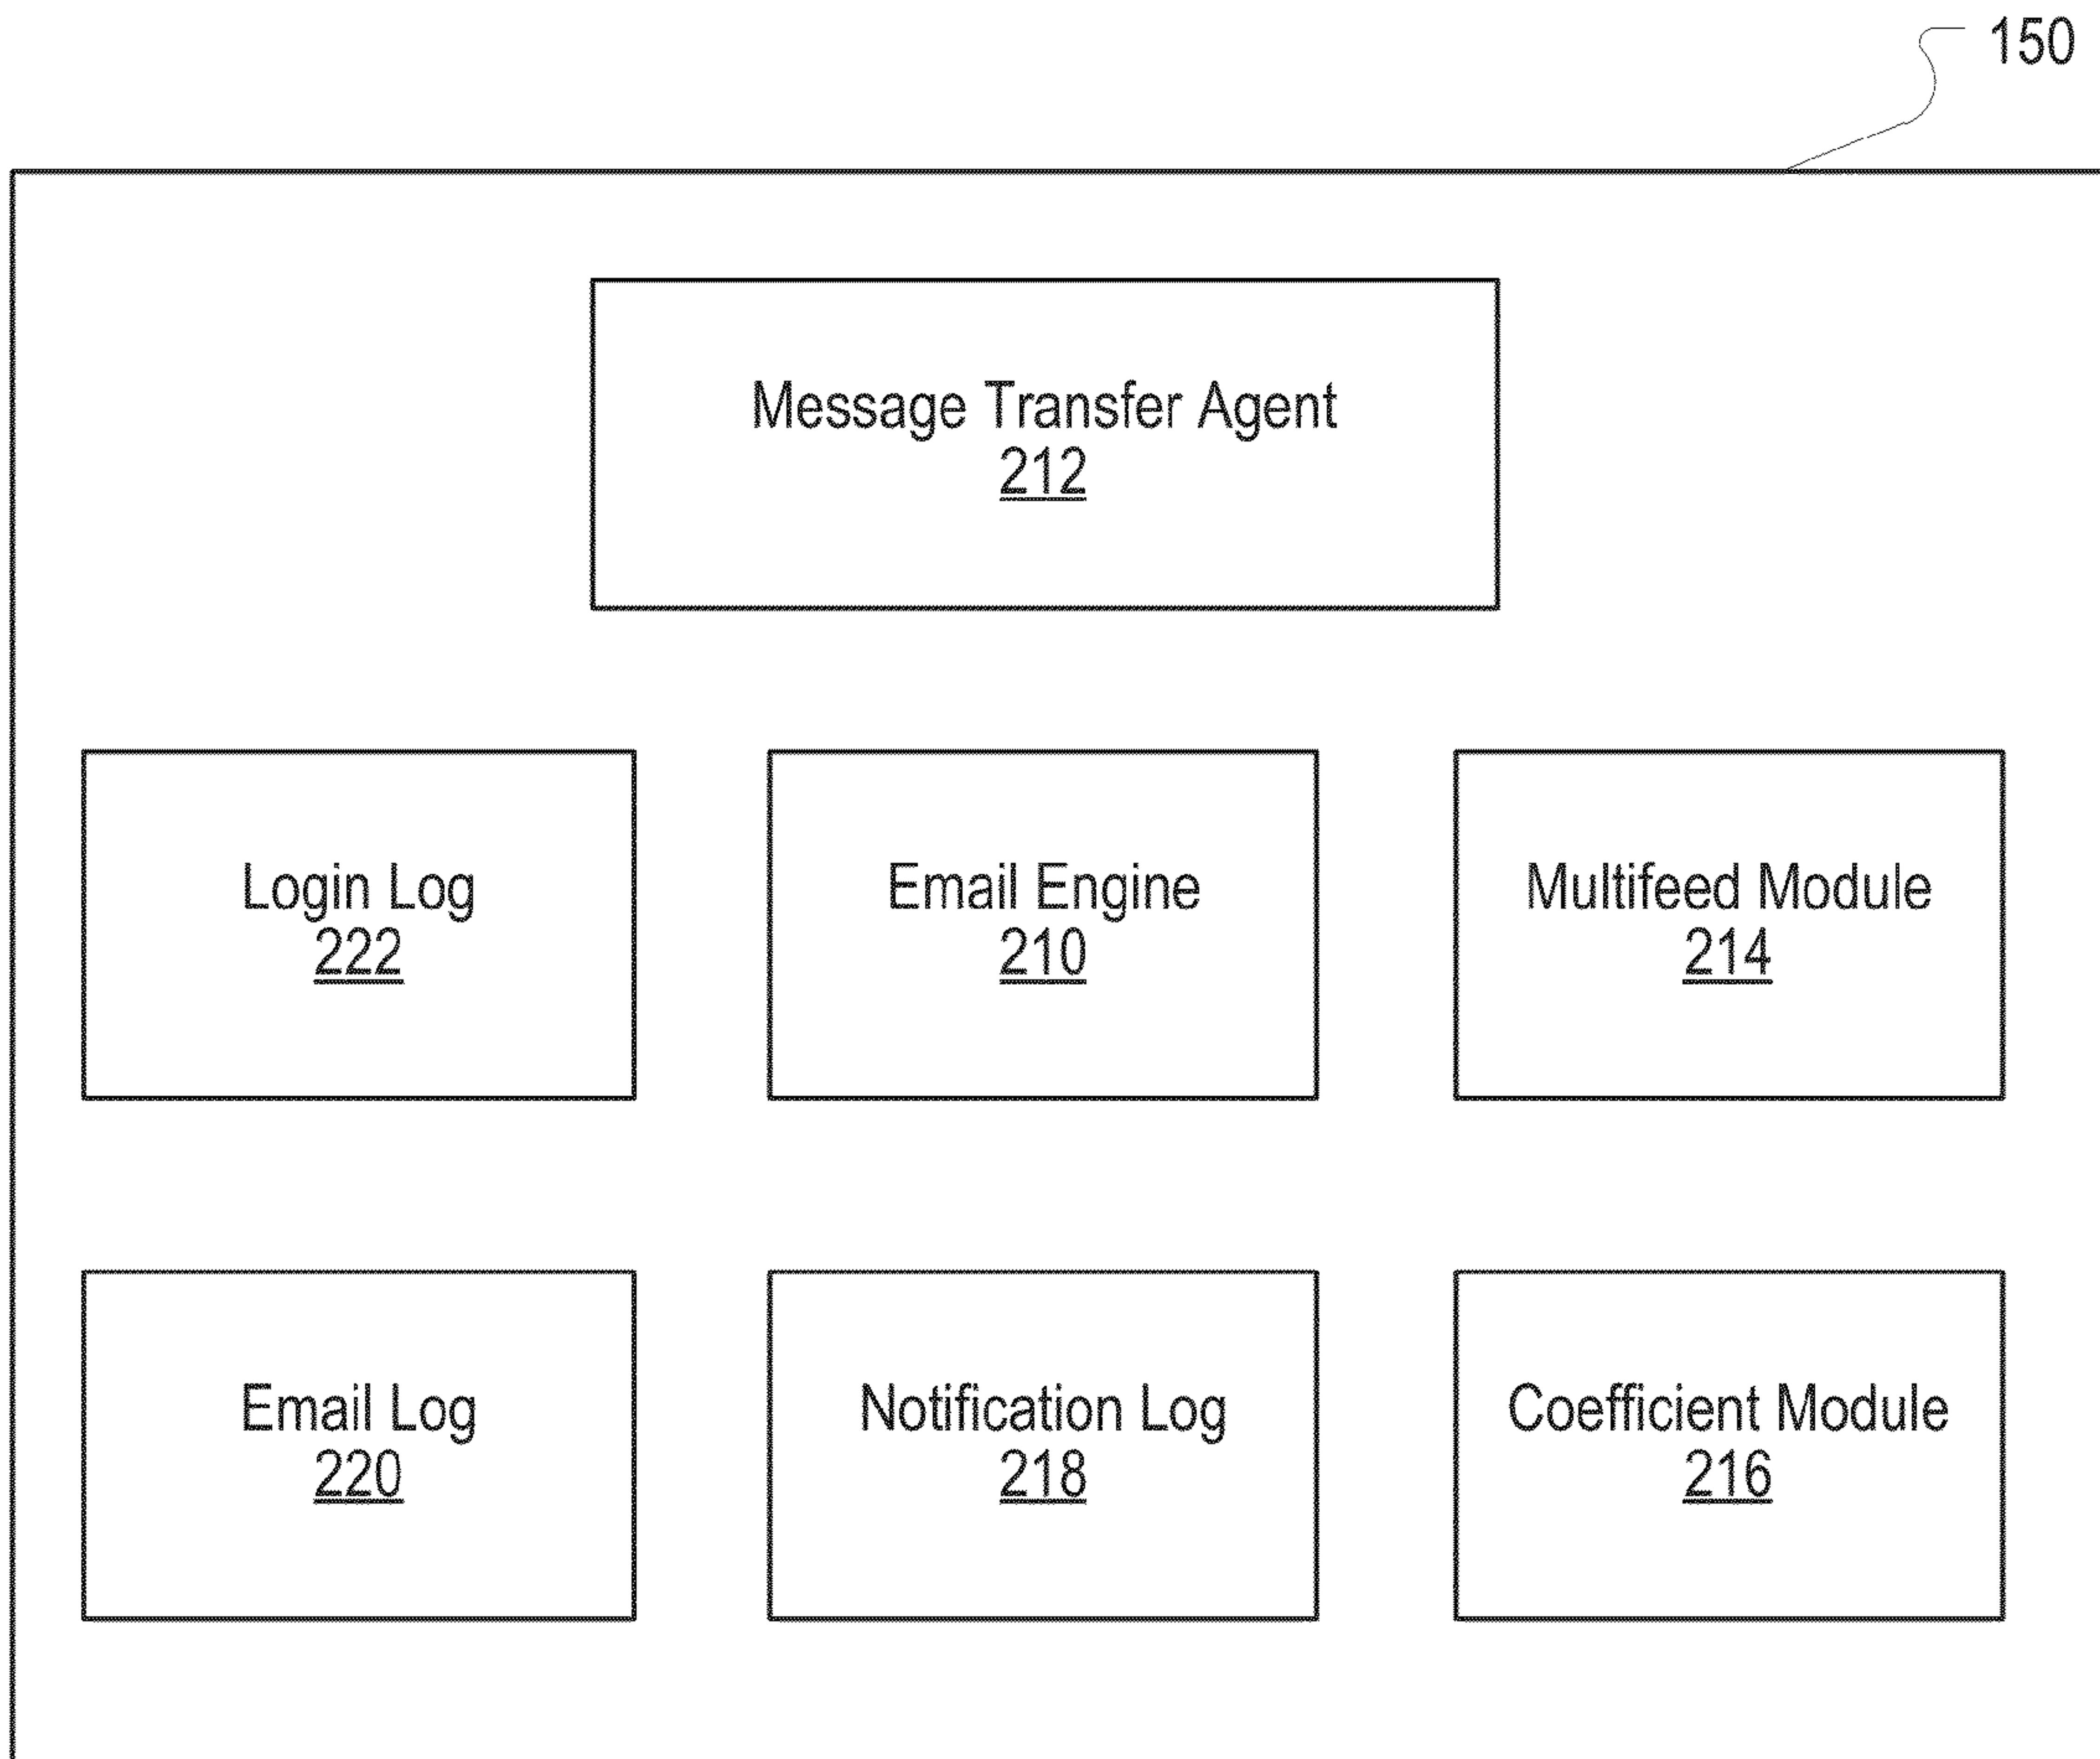 150
Message Transfer Agent
212
Login Log
222
Email Engine
210
Multifeed Module
214
Email Log
220
Notification Log
218
Coefficient Module
216